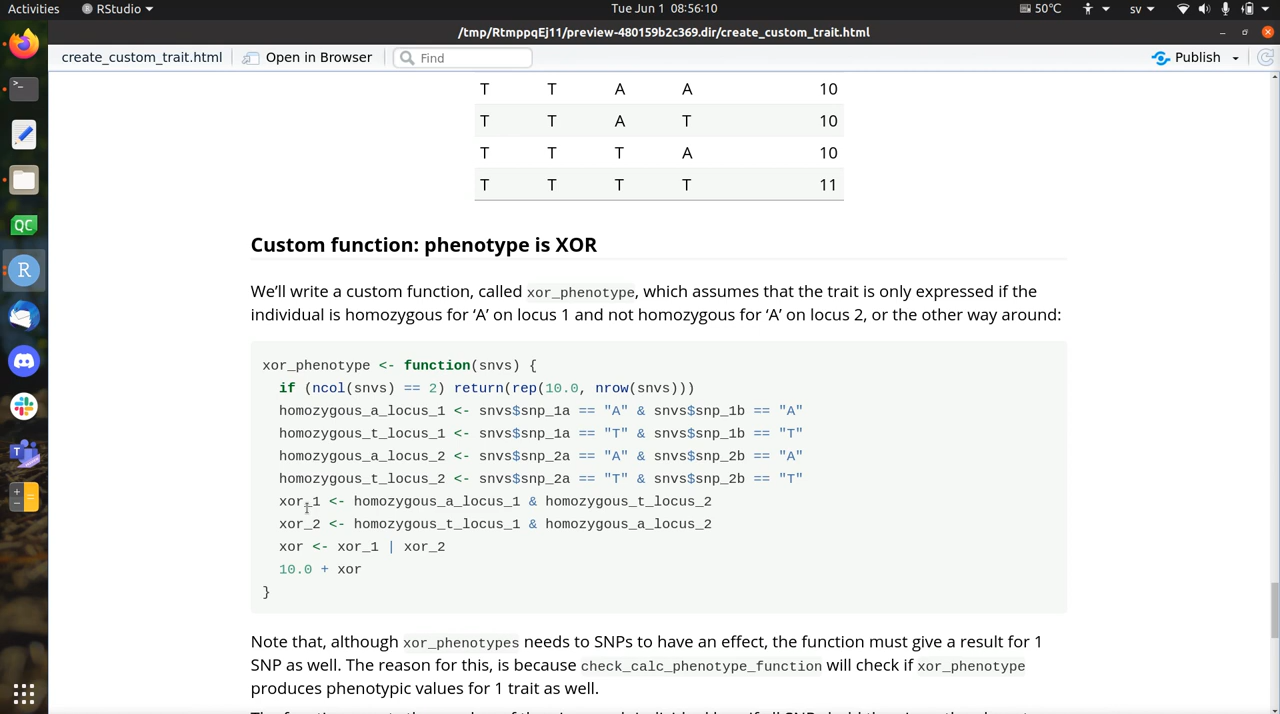 Activities RStudio Tue Jun 1 08:56:10 50°C sv
/tmp/RtmppqEj11/preview-480159b2c369.dir/create_custom_trait.html
create_custom_trait.html Open in Browser Find Publish
T T A A 10
T T A T 10
T T T A 10
T T T T 11
Custom function: phenotype is XOR
We’ll write a custom function, called xor_phenotype, which assumes that the trait is only expressed if the
individual is homozygous for ‘A’ on locus 1 and not homozygous for ‘A’ on locus 2, or the other way around:
xor_phenotype <- function(snvs) {
if (ncol(snvs) == 2) return(rep(10.0, nrow(snvs)))
homozygous_a_locus_1 <- snvs$snp_1a == "A" & snvs$snp_1b == "A"
homozygous_t_locus_1 <- snvs$snp_1a == "T" & snvs$snp_1b == "T"
homozygous_a_locus_2 <- snvs$snp_2a == "A" & snvs$snp_2b == "A"
homozygous_t_locus_2 <- snvs$snp_2a == "T" & snvs$snp_2b == "T"
xor_1 <- homozygous_a_locus_1 & homozygous_t_locus_2
xor_2 <- homozygous_t_locus_1 & homozygous_a_locus_2
xor <- xor_1 | xor_2
10.0 + xor
}
Note that, although xor_phenotypes needs to SNPs to have an effect, the function must give a result for 1
SNP as well. The reason for this, is because check_calc_phenotype_function will check if xor_phenotype
produces phenotypic values for 1 trait as well.